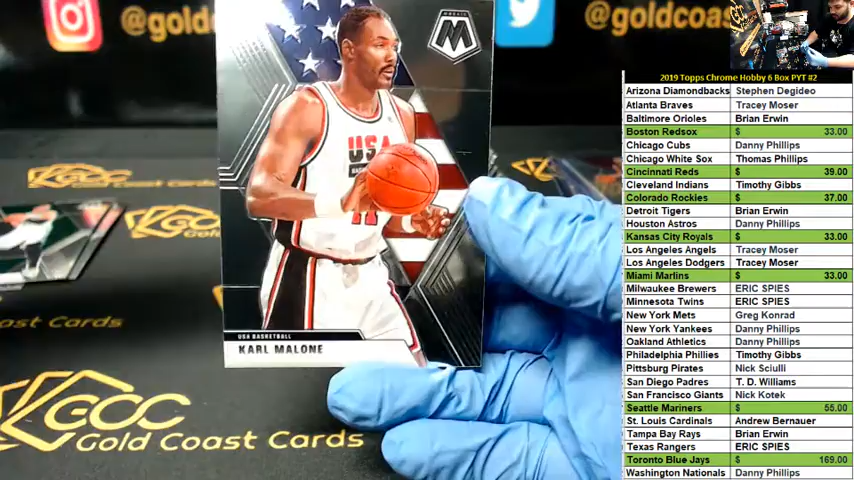 @goldcoas
@goldcoast
MOSAIC
M
USA
11
USA BASKETBALL
KARL MALONE
GCC
Gold Coast Cards
Coast Cards
2019 Topps Chrome Hobby 6 Box PYT #2
Arizona Diamondbacks Stephen Degideo
Atlanta Braves Tracey Moser
Baltimore Orioles Brian Erwin
Boston Redsox $ 33.00
Chicago Cubs Danny Phillips
Chicago White Sox Thomas Phillips
Cincinnati Reds $ 39.00
Cleveland Indians Timothy Gibbs
Colorado Rockies $ 37.00
Detroit Tigers Brian Erwin
Houston Astros Danny Phillips
Kansas City Royals $ 33.00
Los Angeles Angels Tracey Moser
Los Angeles Dodgers Tracey Moser
Miami Marlins $ 33.00
Milwaukee Brewers ERIC SPIES
Minnesota Twins ERIC SPIES
New York Mets Greg Konrad
New York Yankees Danny Phillips
Oakland Athletics Danny Phillips
Philadelphia Phillies Timothy Gibbs
Pittsburg Pirates Nick Sciulli
San Diego Padres T. D. Williams
San Francisco Giants Nick Kotek
Seattle Mariners $ 55.00
St. Louis Cardinals Andrew Bernauer
Tampa Bay Rays Brian Erwin
Texas Rangers ERIC SPIES
Toronto Blue Jays $ 169.00
Washington Nationals Danny Phillips